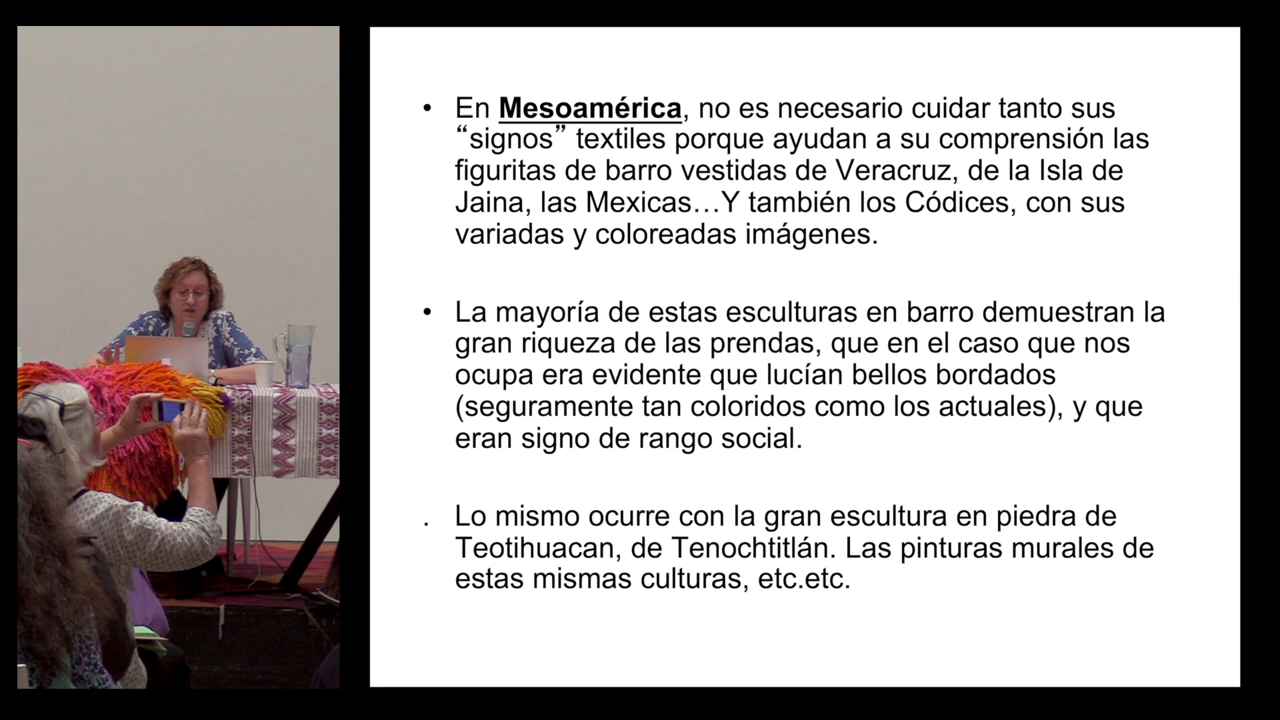 • En Mesoamérica, no es necesario cuidar tanto sus
“signos” textiles porque ayudan a su comprensión las
figuritas de barro vestidas de Veracruz, de la Isla de
Jaina, las Mexicas…Y también los Códices, con sus
variadas y coloreadas imágenes.
• La mayoría de estas esculturas en barro demuestran la
gran riqueza de las prendas, que en el caso que nos
ocupa era evidente que lucían bellos bordados
(seguramente tan coloridos como los actuales), y que
eran signo de rango social.
. Lo mismo ocurre con la gran escultura en piedra de
Teotihuacan, de Tenochtitlán. Las pinturas murales de
estas mismas culturas, etc.etc.